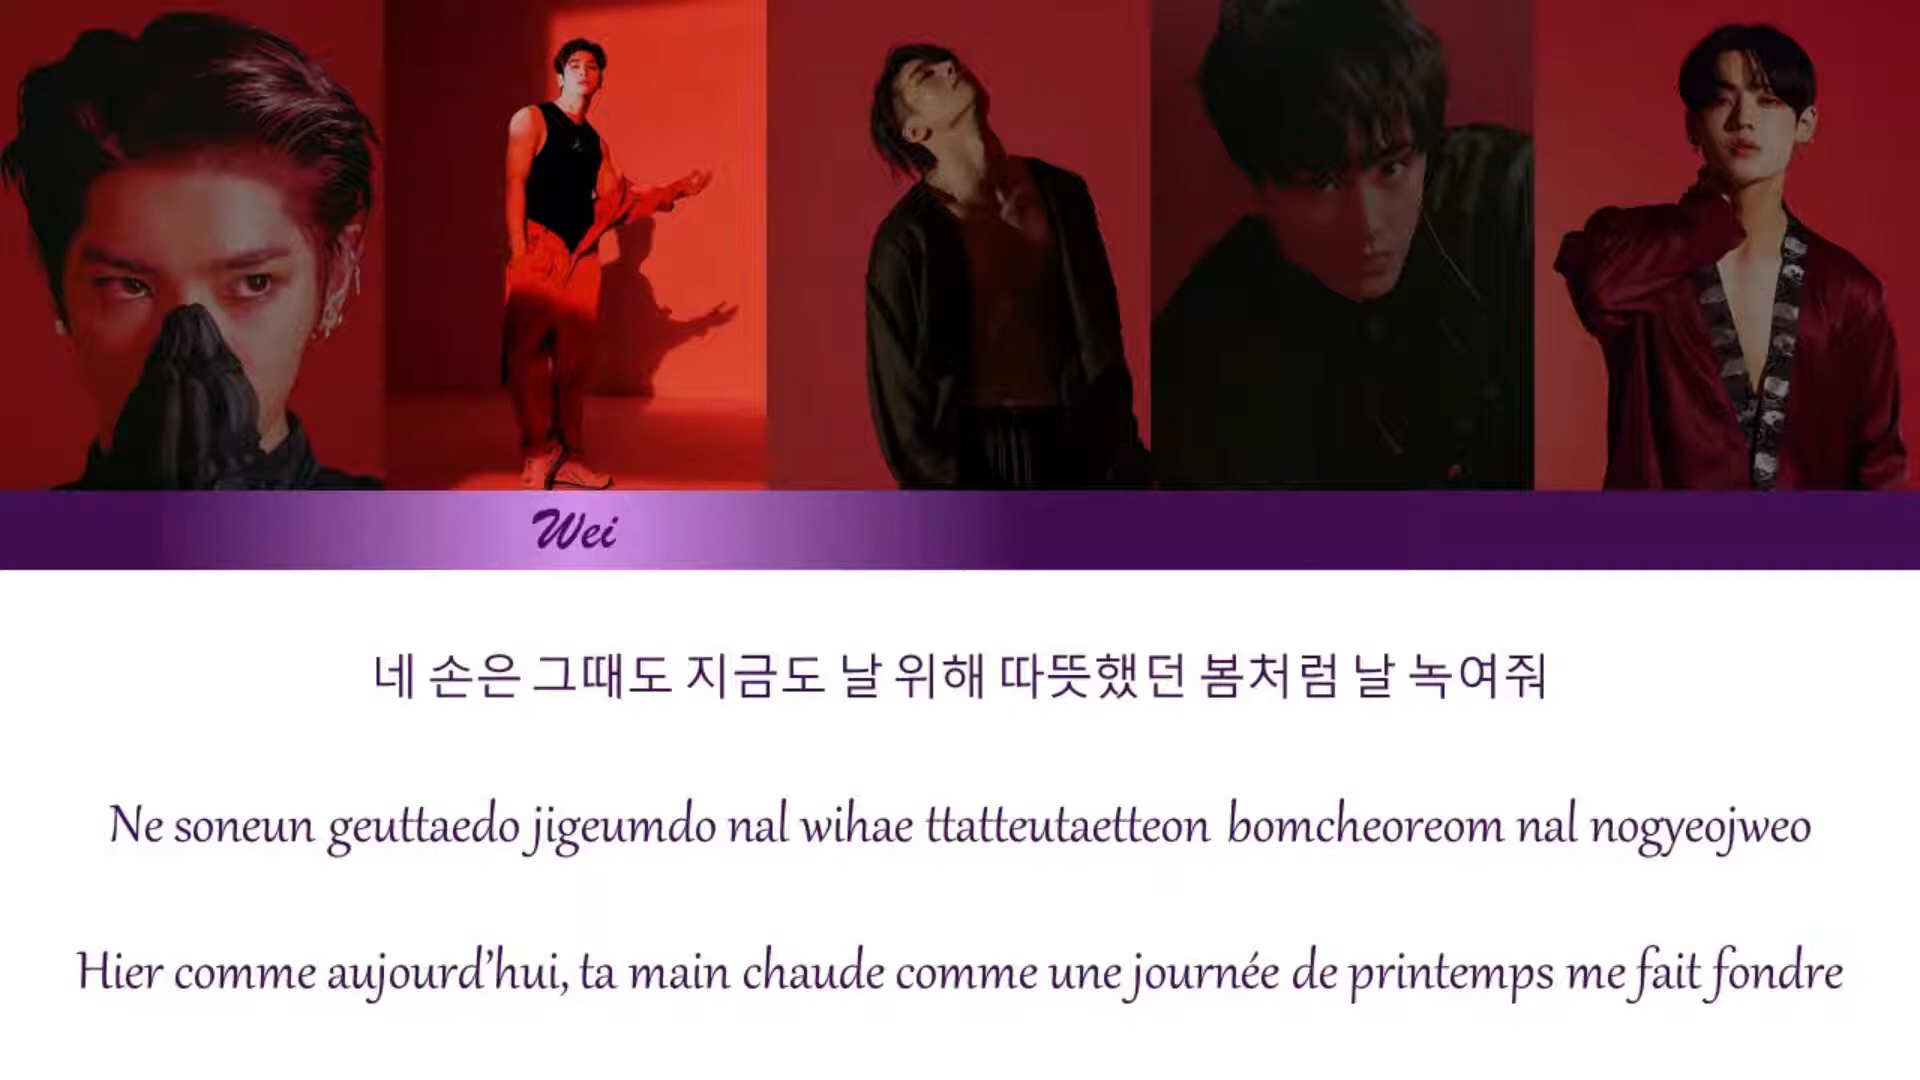 Wei
네 손은 그때도 지금도 날 위해 따뜻했던 봄처럼 날 녹여줘
Ne soneun geuttaedo jigeumdo nal wihae ttatteutaetteon bomcheoreom nal nogyeojweo
Hier comme aujourd’hui, ta main chaude comme une journée de printemps me fait fondre